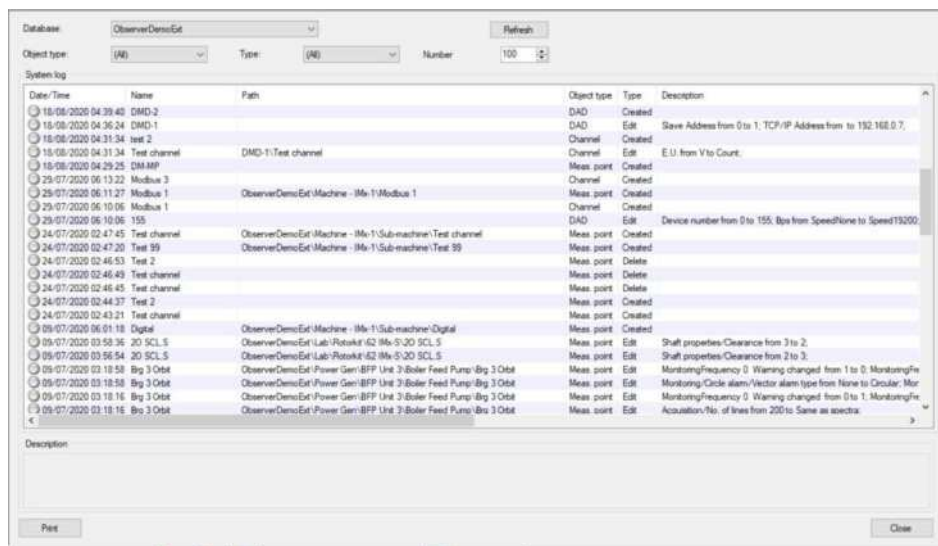 Database: ObserverDemoExt Refresh
Object type: (All) Type: (All) Number 100
System log
Date/Time Name Path Object type Type Description
18/08/2020 04:39:40 DMD-2 DAD Created
18/08/2020 04:36:24 DMD-1 DAD Edit Slave Address from 0 to 1; TCP/IP Address from to 192.168.0.7;
18/08/2020 04:31:34 test 2 Channel Created
18/08/2020 04:31:34 Test channel DMD-1\Test channel Channel Edit E.U. from V to Count;
18/08/2020 04:29:25 DM-MP Meas. point Created
29/07/2020 06:13:22 Modbus 3 Channel Created
29/07/2020 06:11:27 Modbus 1 ObserverDemoExt\Machine - IMx-1\Modbus 1 Meas. point Created
29/07/2020 06:10:06 Modbus 1 Channel Created
29/07/2020 06:10:06 155 DAD Edit Device number from 0 to 155; Bps from SpeedNone to Speed19200;
24/07/2020 02:47:45 Test channel ObserverDemoExt\Machine - IMx-1\Sub-machine\Test channel Meas. point Created
24/07/2020 02:47:20 Test 99 ObserverDemoExt\Machine - IMx-1\Sub-machine\Test 99 Meas. point Created
24/07/2020 02:46:53 Test 2 Meas. point Delete
24/07/2020 02:46:49 Test channel Meas. point Delete
24/07/2020 02:46:45 Test channel Meas. point Delete
24/07/2020 02:44:37 Test 2 Meas. point Created
24/07/2020 02:43:21 Test channel Meas. point Created
09/07/2020 06:01:18 Digital ObserverDemoExt\Machine - IMx-1\Sub-machine\Digital Meas. point Created
09/07/2020 03:58:36 2O SCL.S ObserverDemoExt\Lab\Rotorkit\62 IMx-S\2O SCL.S Meas. point Edit Shaft properties/Clearance from 3 to 2;
09/07/2020 03:56:54 2O SCL.S ObserverDemoExt\Lab\Rotorkit\62 IMx-S\2O SCL.S Meas. point Edit Shaft properties/Clearance from 2 to 3;
09/07/2020 03:18:58 Brg 3 Orbit ObserverDemoExt\Power Gen\BFP Unit 3\Boiler Feed Pump\Brg 3 Orbit Meas. point Edit MonitoringFrequency 0 Warning changed from 1 to 0; MonitoringFre
09/07/2020 03:18:58 Brg 3 Orbit ObserverDemoExt\Power Gen\BFP Unit 3\Boiler Feed Pump\Brg 3 Orbit Meas. point Edit Monitoring/Circle alarm/Vector alarm type from None to Circular; Mor
09/07/2020 03:18:16 Brg 3 Orbit ObserverDemoExt\Power Gen\BFP Unit 3\Boiler Feed Pump\Brg 3 Orbit Meas. point Edit MonitoringFrequency 0 Warning changed from 0 to 1; MonitoringFre
09/07/2020 03:18:16 Brg 3 Orbit ObserverDemoExt\Power Gen\BFP Unit 3\Boiler Feed Pump\Brg 3 Orbit Meas. point Edit Acquisition/No. of lines from 200 to Same as spectra;
Description
Print Close